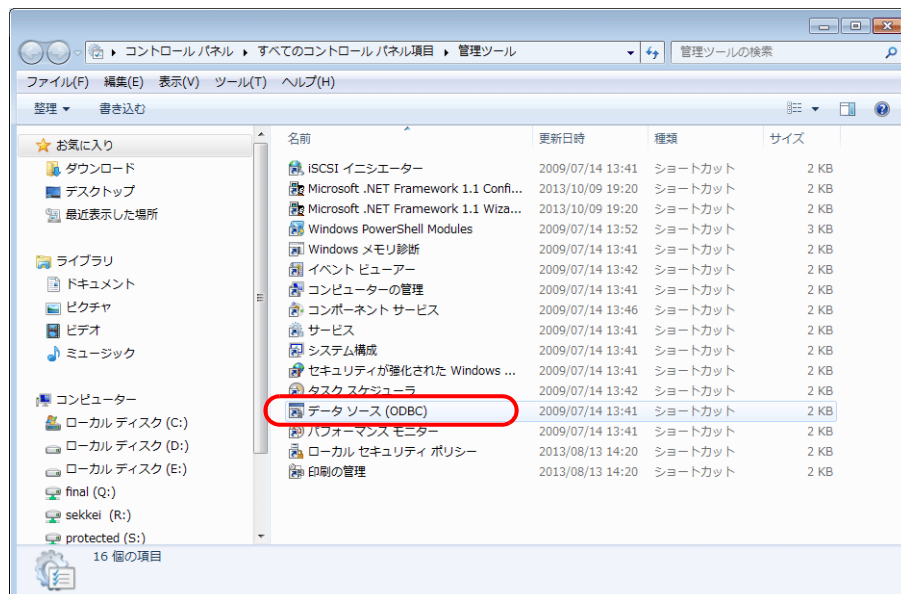 コントロール パネル ▸ すべてのコントロール パネル項目 ▸ 管理ツール 管理ツールの検索
ファイル(F) 編集(E) 表示(V) ツール(T) ヘルプ(H)
整理 書き込む
お気に入り
ダウンロード
デスクトップ
最近表示した場所
ライブラリ
ドキュメント
ピクチャ
ビデオ
ミュージック
コンピューター
ローカル ディスク (C:)
ローカル ディスク (D:)
ローカル ディスク (E:)
final (Q:)
sekkei (R:)
protected (S:)
名前 更新日時 種類 サイズ
iSCSI イニシエーター 2009/07/14 13:41 ショートカット 2 KB
Microsoft .NET Framework 1.1 Confi... 2013/10/09 19:20 ショートカット 2 KB
Microsoft .NET Framework 1.1 Wiza... 2013/10/09 19:20 ショートカット 2 KB
Windows PowerShell Modules 2009/07/14 13:52 ショートカット 3 KB
Windows メモリ診断 2009/07/14 13:41 ショートカット 2 KB
イベント ビューアー 2009/07/14 13:42 ショートカット 2 KB
コンピューターの管理 2009/07/14 13:41 ショートカット 2 KB
コンポーネント サービス 2009/07/14 13:46 ショートカット 2 KB
サービス 2009/07/14 13:41 ショートカット 2 KB
システム構成 2009/07/14 13:41 ショートカット 2 KB
セキュリティが強化された Windows ... 2009/07/14 13:41 ショートカット 2 KB
タスク スケジューラ 2009/07/14 13:42 ショートカット 2 KB
データ ソース (ODBC) 2009/07/14 13:41 ショートカット 2 KB
パフォーマンス モニター 2009/07/14 13:41 ショートカット 2 KB
ローカル セキュリティ ポリシー 2013/08/13 14:20 ショートカット 2 KB
印刷の管理 2013/08/13 14:20 ショートカット 2 KB
16 個の項目